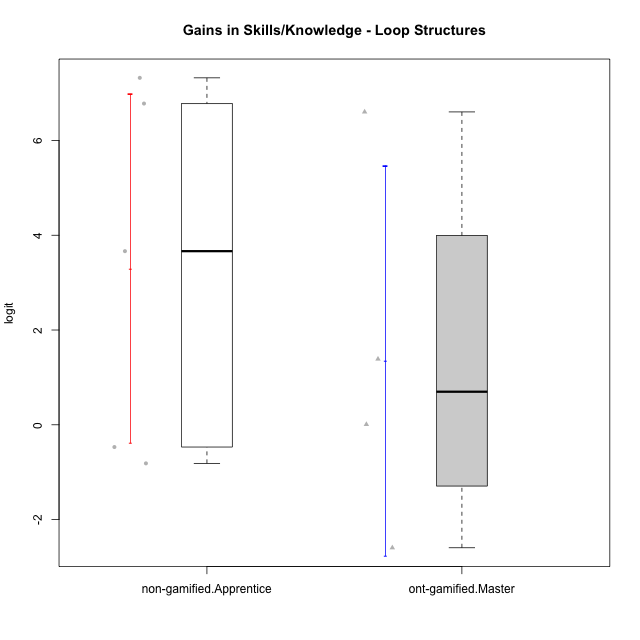 Gains in Skills/Knowledge - Loop Structures
logit
6
4
2
0
-2
non-gamified.Apprentice
ont-gamified.Master